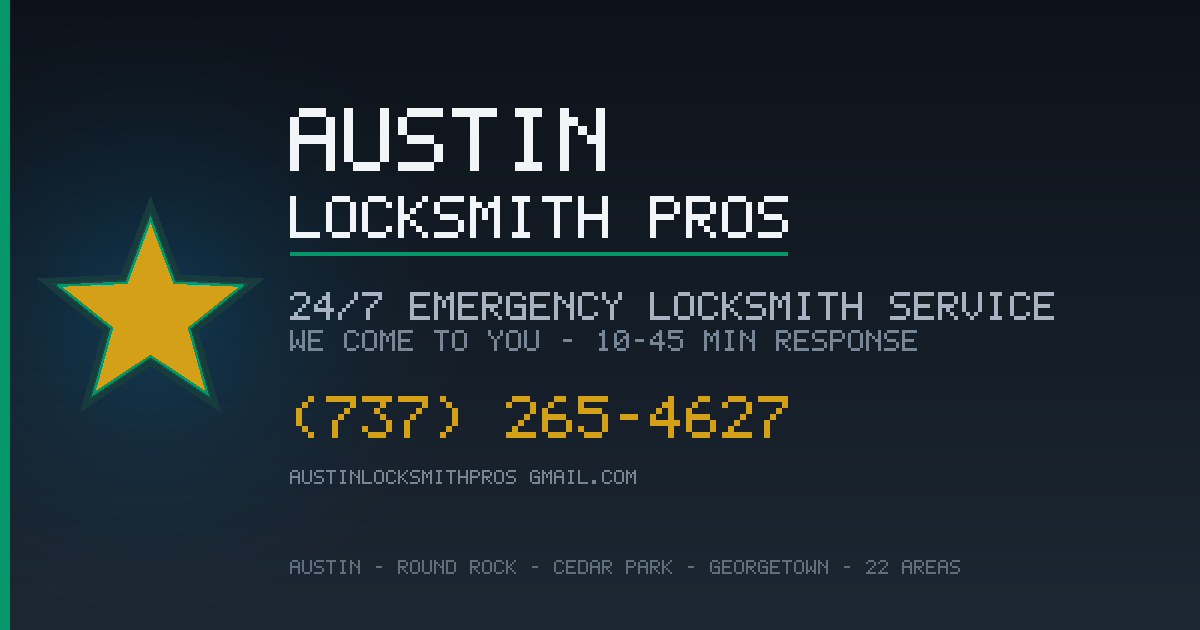 AUSTIN
LOCKSMITH PROS
24/7 EMERGENCY LOCKSMITH SERVICE
WE COME TO YOU - 10-45 MIN RESPONSE
(737) 265-4627
AUSTINLOCKSMITHPROS GMAIL.COM
AUSTIN - ROUND ROCK - CEDAR PARK - GEORGETOWN - 22 AREAS